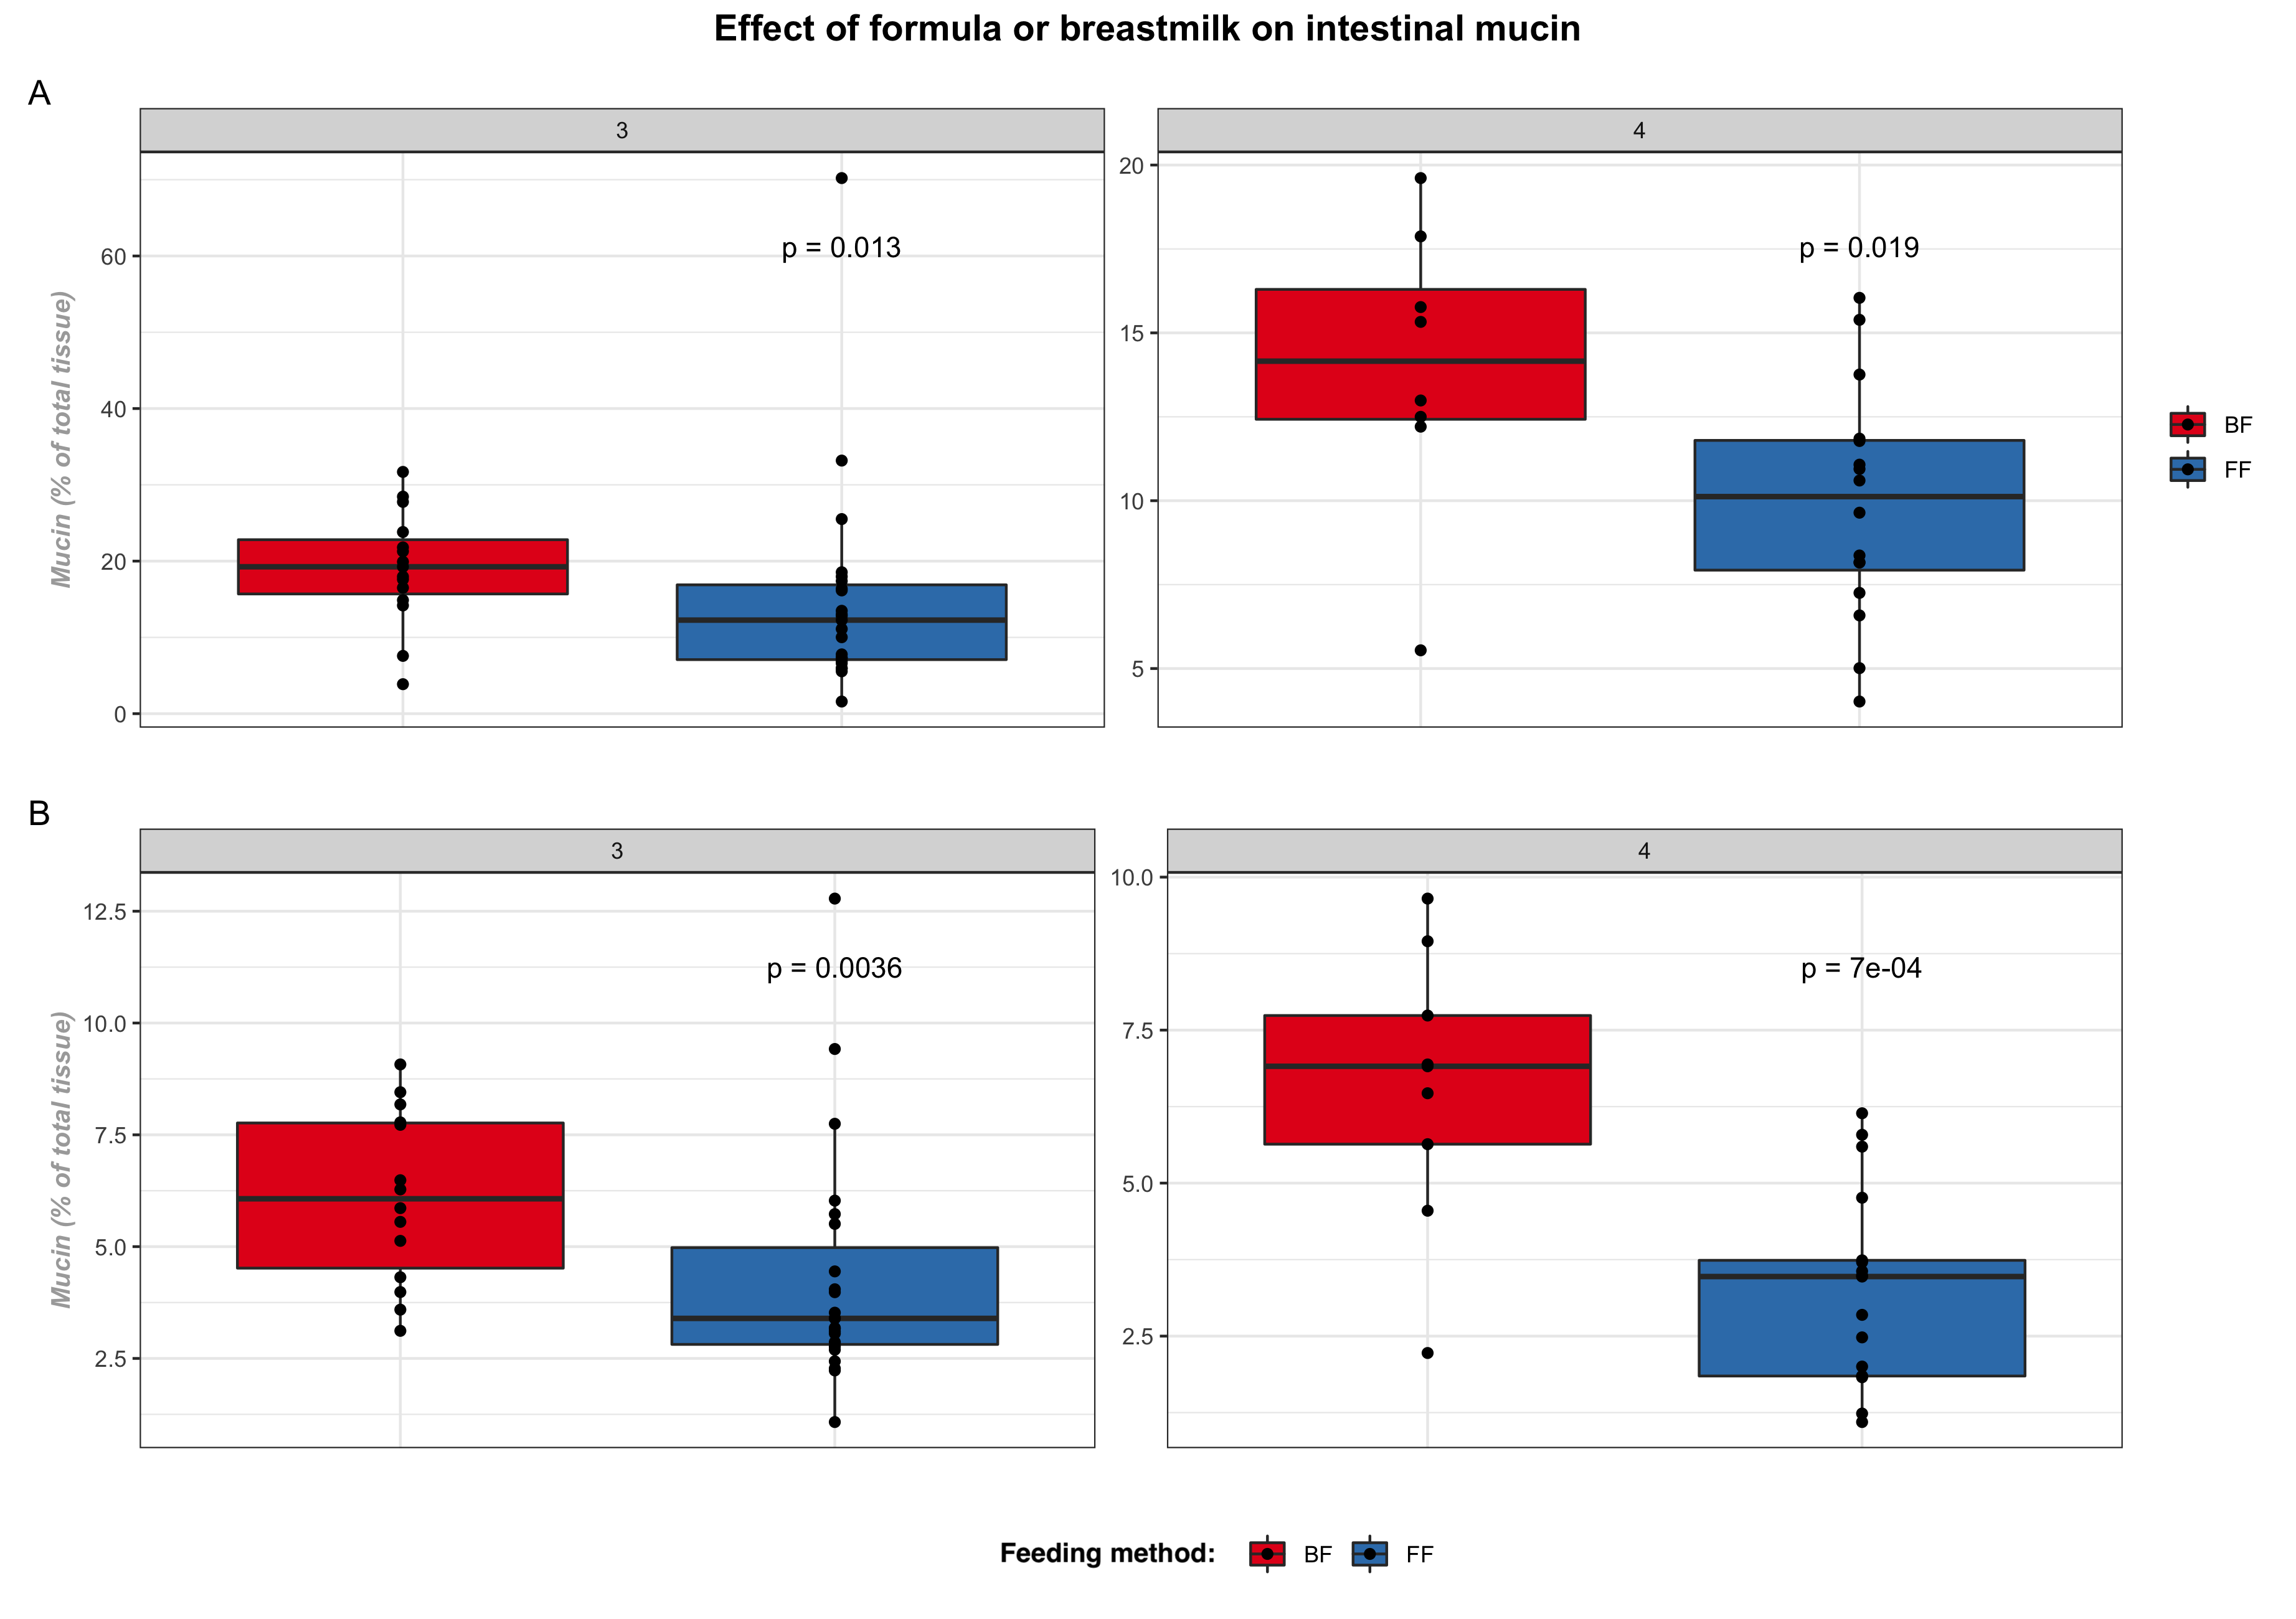 Effect of formula or breastmilk on intestinal mucin
A
3
4
Mucin (% of total tissue)
60
40
20
0
p = 0.013
20
15
10
5
p = 0.019
BF
FF
B
3
4
Mucin (% of total tissue)
12.5
10.0
7.5
5.0
2.5
p = 0.0036
10.0
7.5
5.0
2.5
p = 7e-04
Feeding method: BF FF